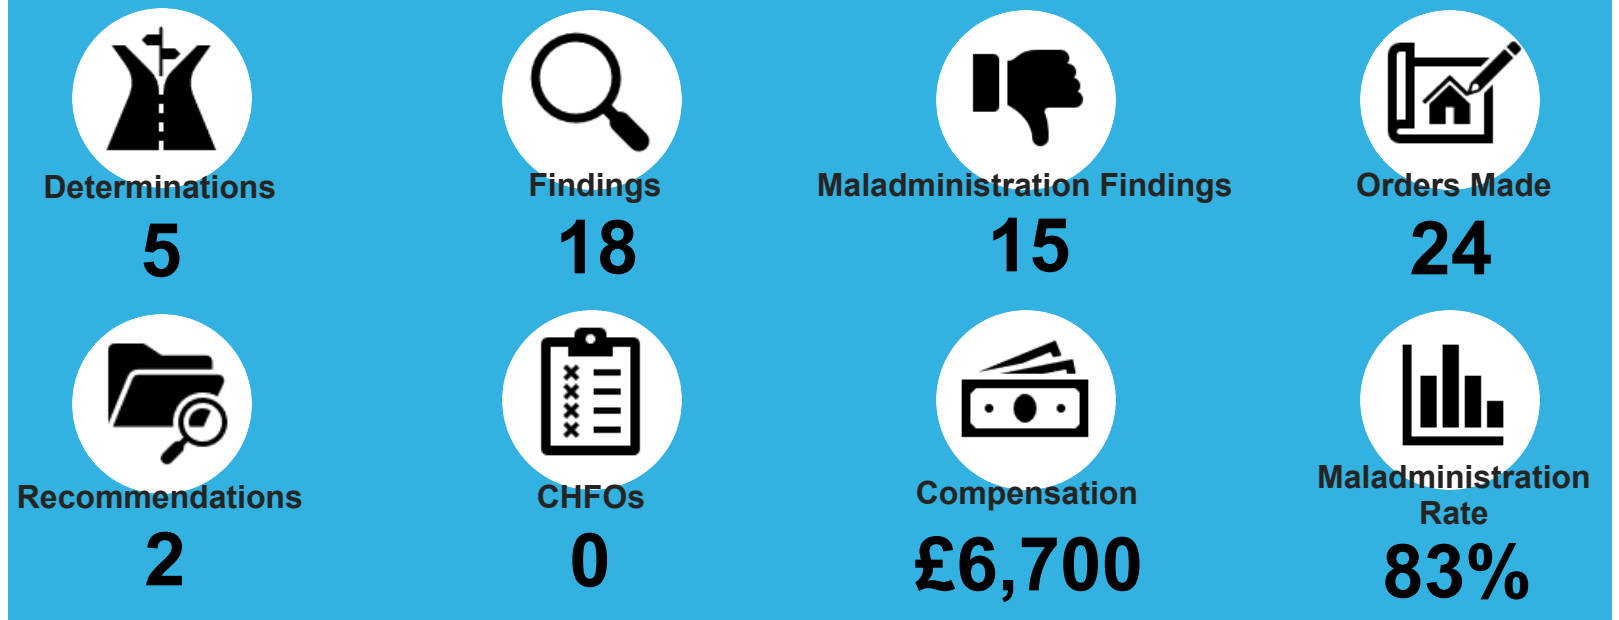 Determinations
5
Findings
18
Maladministration Findings
15
Orders Made
24
Recommendations
2
CHFOs
0
Compensation
£6,700
Maladministration
Rate
83%